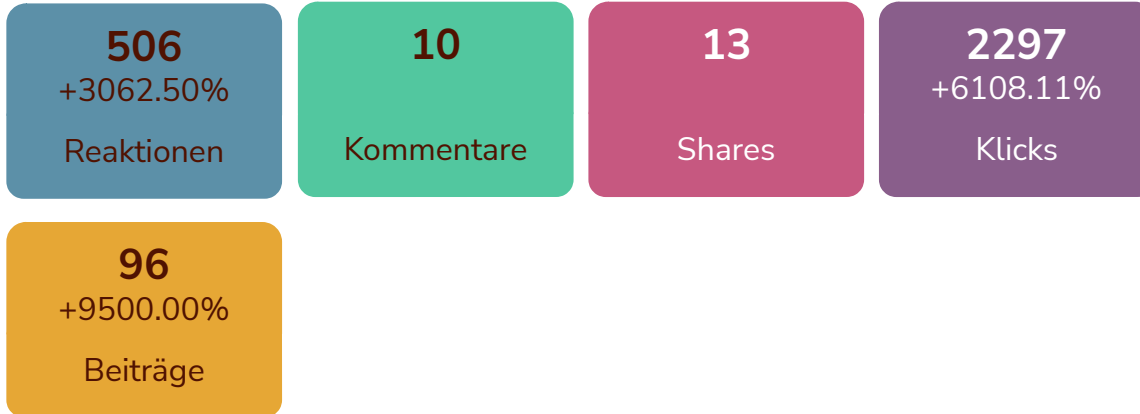 506
+3062.50%
Reaktionen
10
Kommentare
13
Shares
2297
+6108.11%
Klicks
96
+9500.00%
Beiträge